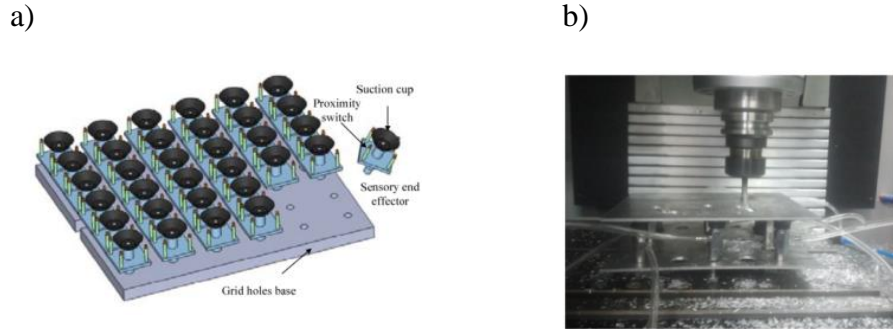 a)
b)
Suction cup
Proximity
switch
Sensory end
effector
Grid holes base